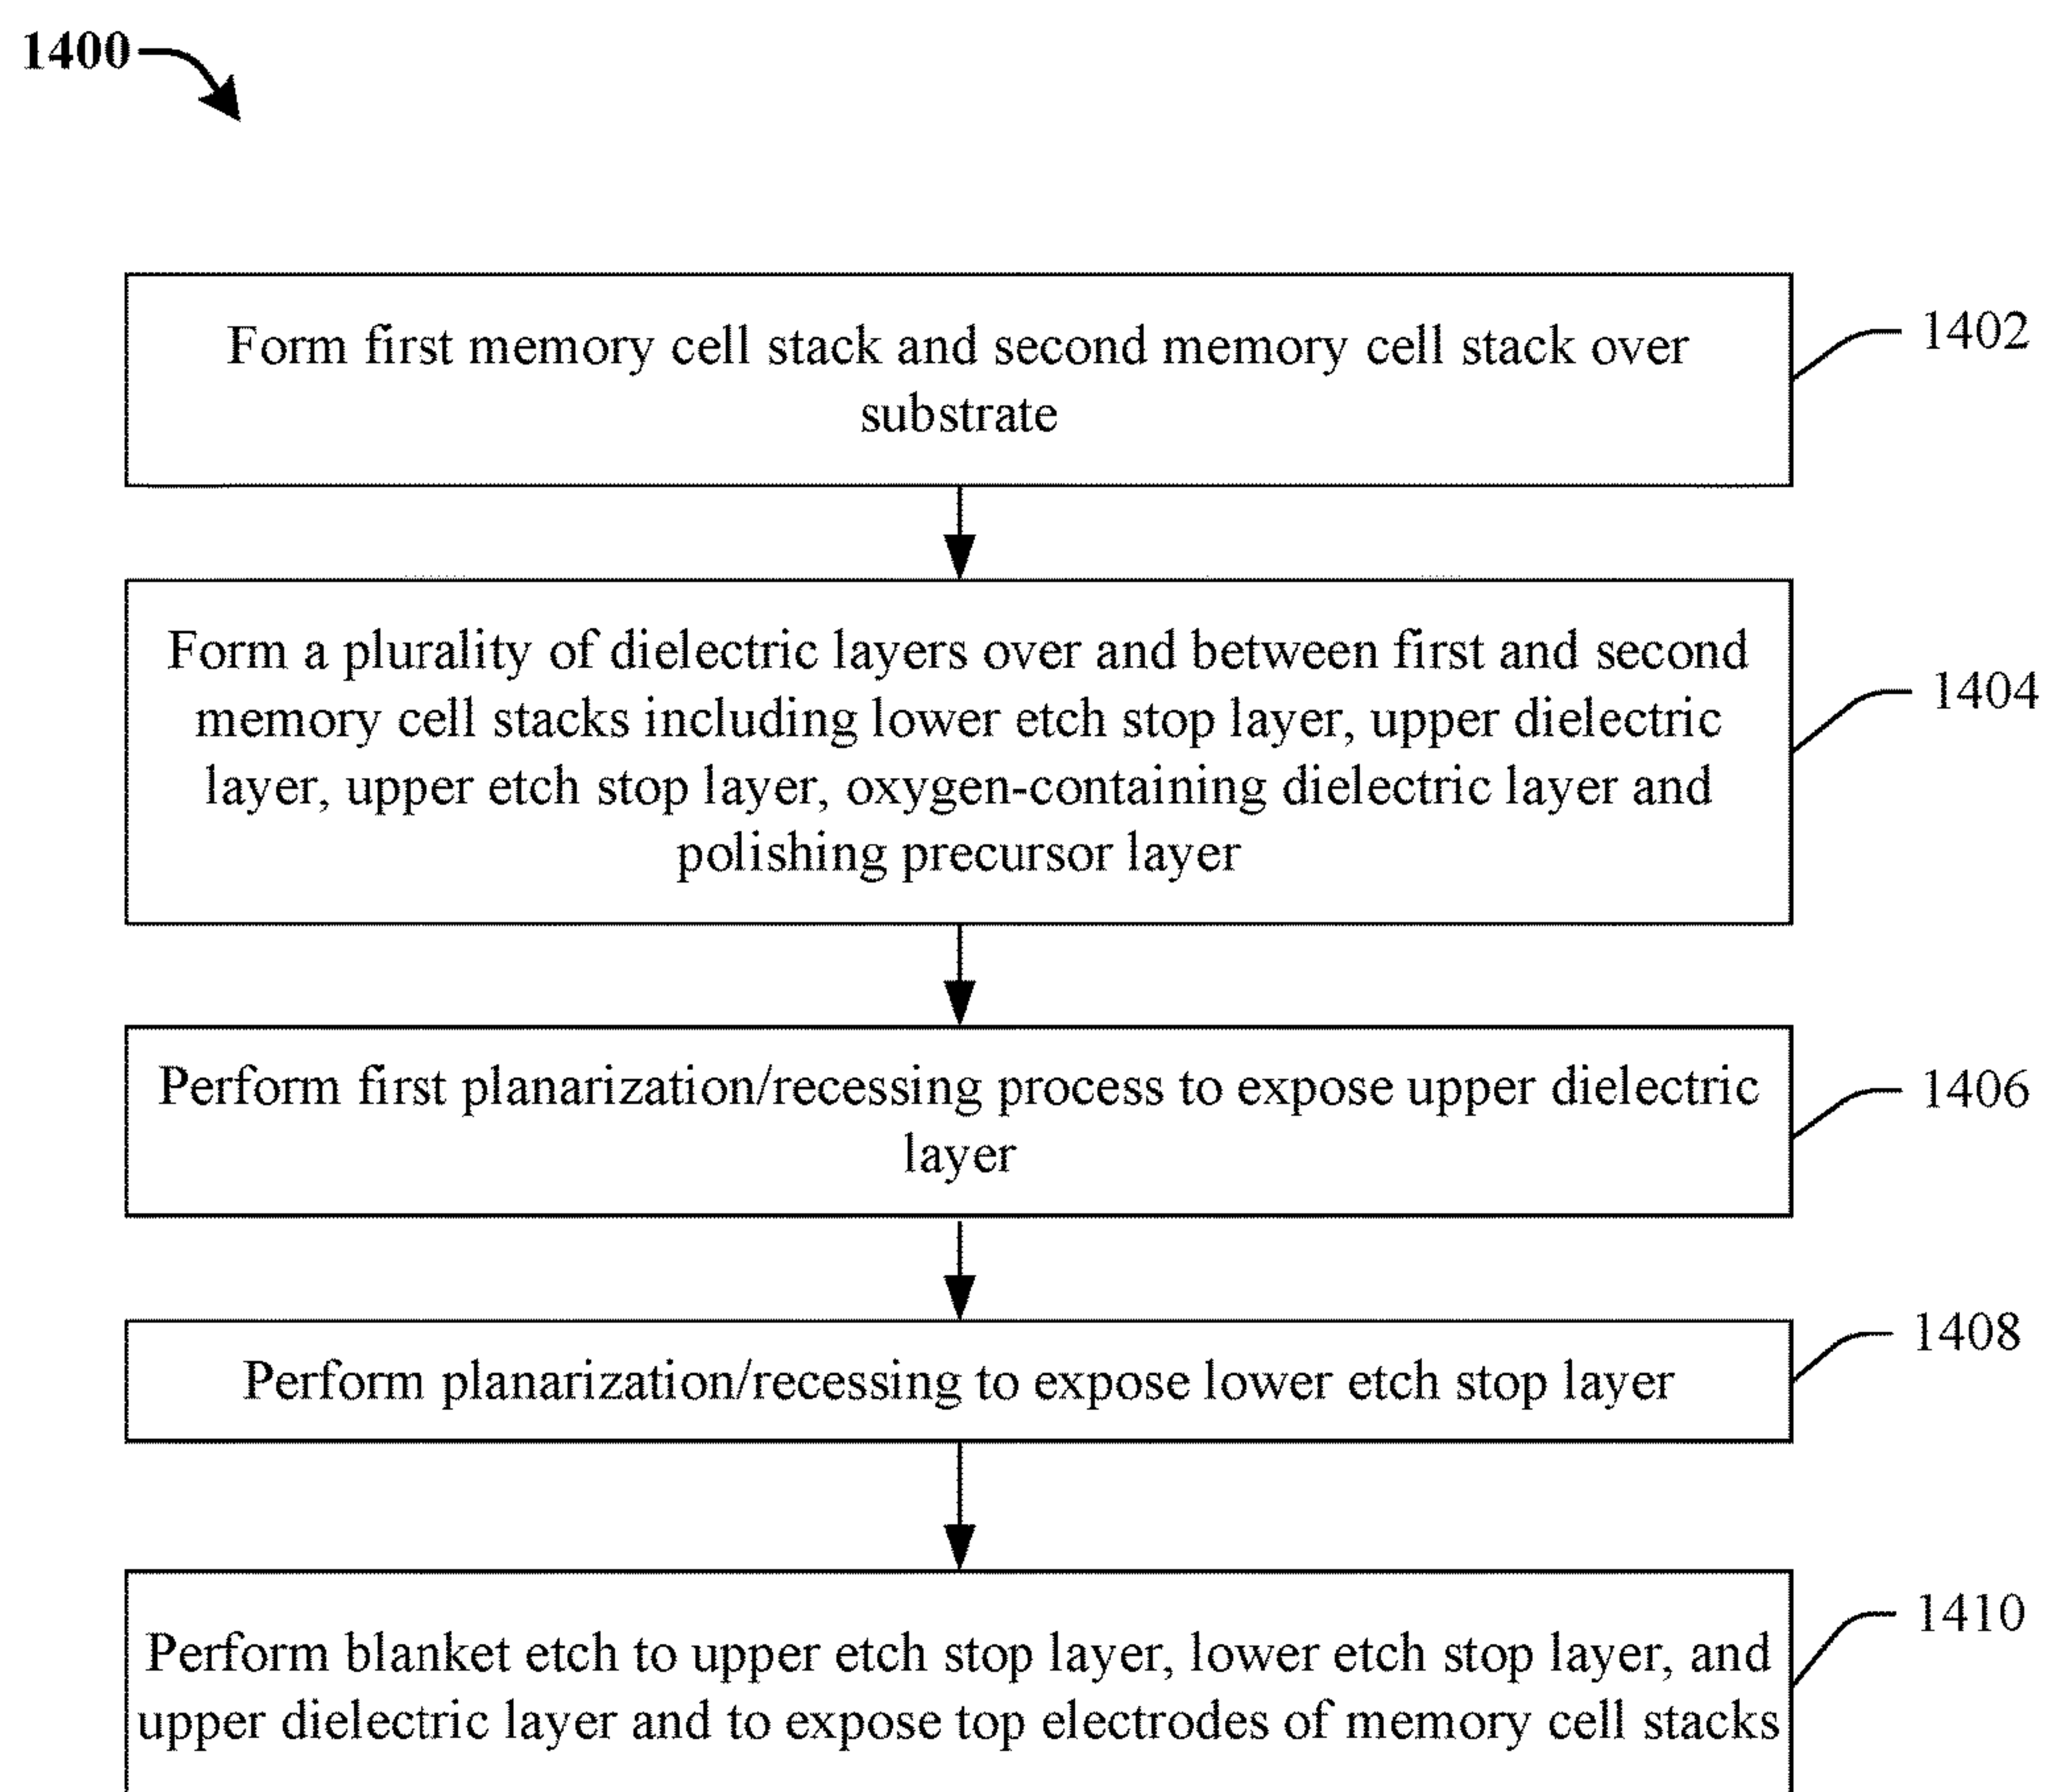 1400
Form first memory cell stack and second memory cell stack over
substrate
1402
Form a plurality of dielectric layers over and between first and second
memory cell stacks including lower etch stop layer, upper dielectric
layer, upper etch stop layer, oxygen-containing dielectric layer and
polishing precursor layer
1404
Perform first planarization/recessing process to expose upper dielectric
layer
1406
Perform planarization/recessing to expose lower etch stop layer
1408
Perform blanket etch to upper etch stop layer, lower etch stop layer, and
upper dielectric layer and to expose top electrodes of memory cell stacks
1410